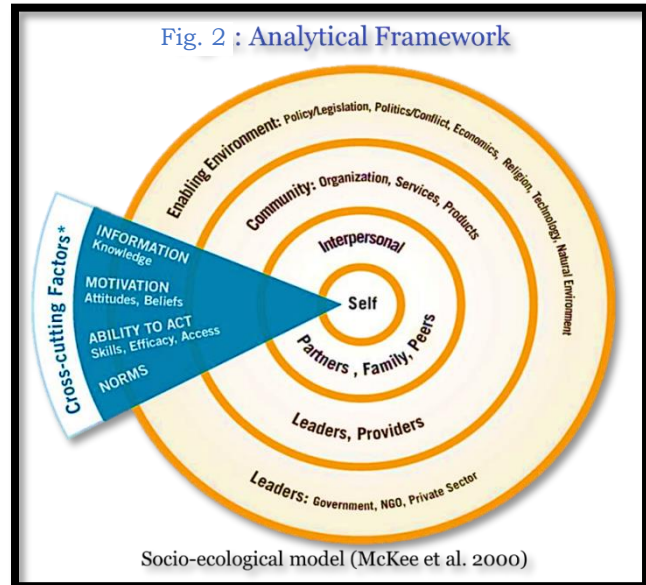 Fig. 2 : Analytical Framework
Enabling Environment: Policy/Legislation, Politics/Conflict, Economics, Religion, Technology, Natural Environment
Community: Organization, Services, Products
Interpersonal
Self
Partners , Family, Peers
Leaders, Providers
Leaders: Government, NGO, Private Sector
Cross-cutting Factors*
INFORMATION
Knowledge
MOTIVATION
Attitudes, Beliefs
ABILITY TO ACT
Skills, Efficacy, Access
NORMS
Socio-ecological model (McKee et al. 2000)